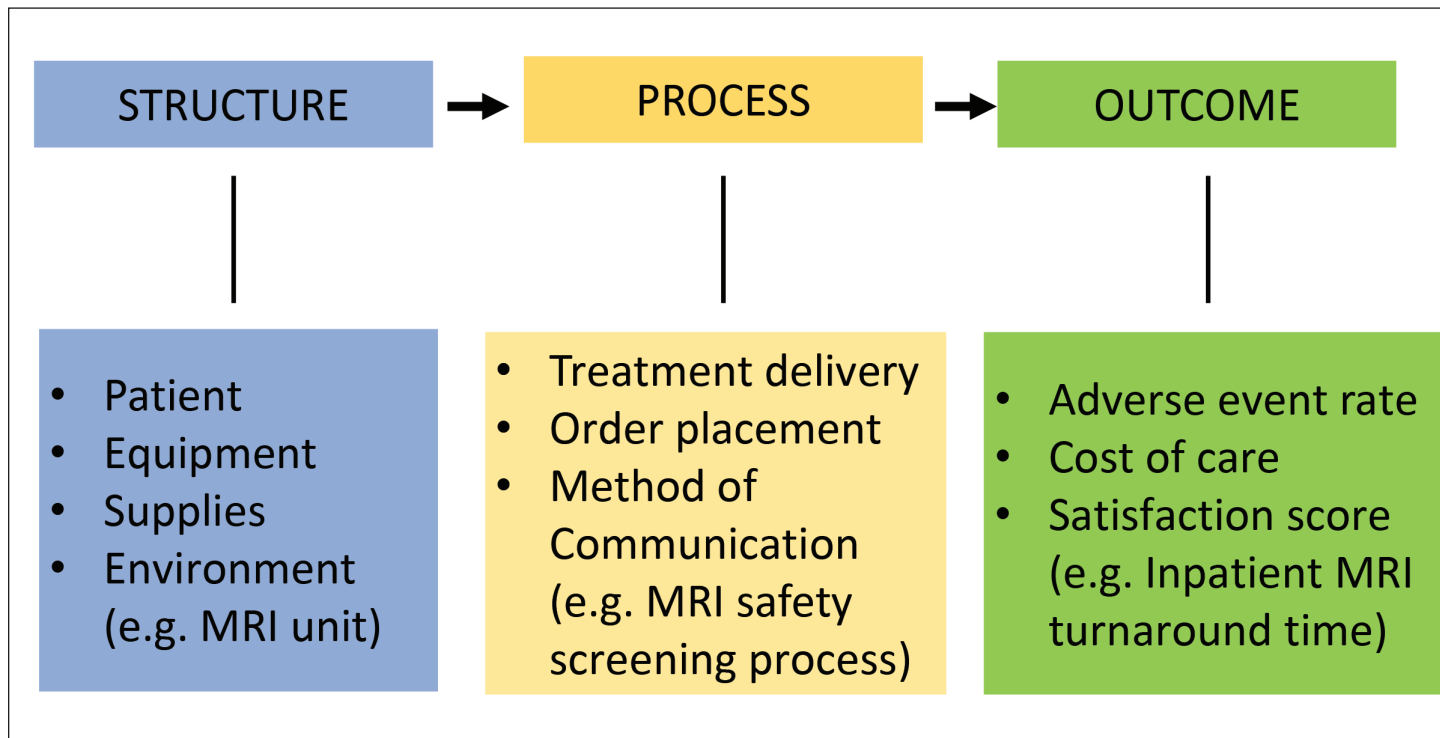 STRUCTURE
PROCESS
OUTCOME
• Patient
• Equipment
• Supplies
• Environment
(e.g. MRI unit)
• Treatment delivery
• Order placement
• Method of
Communication
(e.g. MRI safety
screening process)
• Adverse event rate
• Cost of care
• Satisfaction score
(e.g. Inpatient MRI
turnaround time)